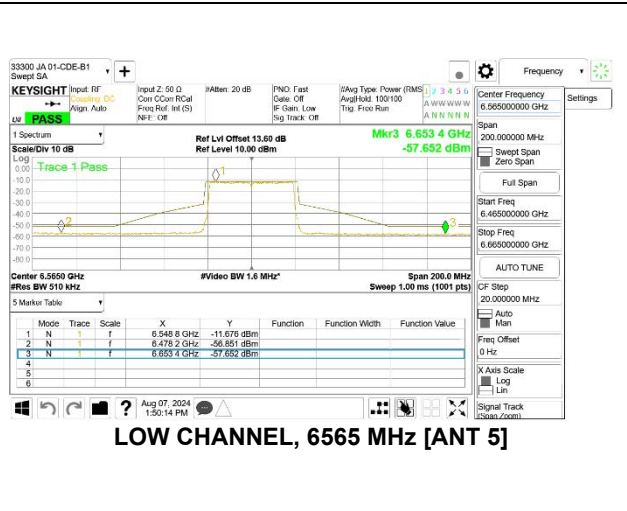 33300 JA 01-CDE-B1
Swept SA
+
Frequency
Settings
KEYSIGHT
Input: RF
Coupling: DC
Align: Auto
Input Z: 50 Ω
Corr CCorr RCal
Freq Ref: Int (S)
NFE: Off
#Atten: 20 dB
PNO: Fast
Gate: Off
IF Gain: Low
Sig Track: Off
#Avg Type: Power (RMS
Avg|Hold: 100/100
Trig: Free Run
1 2 3 4 5 6
A W W W W W
A N N N N N
PASS
1 Spectrum
Scale/Div 10 dB
Log
Ref Lvl Offset 13.60 dB
Ref Level 10.00 dBm
Mkr3 6.653 4 GHz
-57.652 dBm
Trace 1 Pass
0.00
-10.0
-20.0
-30.0
-40.0
-50.0
-60.0
-70.0
-80.0
1
2
3
Center 6.5650 GHz
#Res BW 510 kHz
#Video BW 1.6 MHz*
Span 200.0 MHz
Sweep 1.00 ms (1001 pts)
5 Marker Table
Mode Trace Scale X Y Function Function Width Function Value
1 N 1 f 6.548 8 GHz -11.676 dBm
2 N 1 f 6.478 2 GHz -56.851 dBm
3 N 1 f 6.653 4 GHz -57.652 dBm
4
5
6
Aug 07, 2024
1:50:14 PM
Center Frequency
6.565000000 GHz
Span
200.000000 MHz
Swept Span
Zero Span
Full Span
Start Freq
6.465000000 GHz
Stop Freq
6.665000000 GHz
AUTO TUNE
CF Step
20.000000 MHz
Auto
Man
Freq Offset
0 Hz
X Axis Scale
Log
Lin
Signal Track
(Span Zoom)
LOW CHANNEL, 6565 MHz [ANT 5]